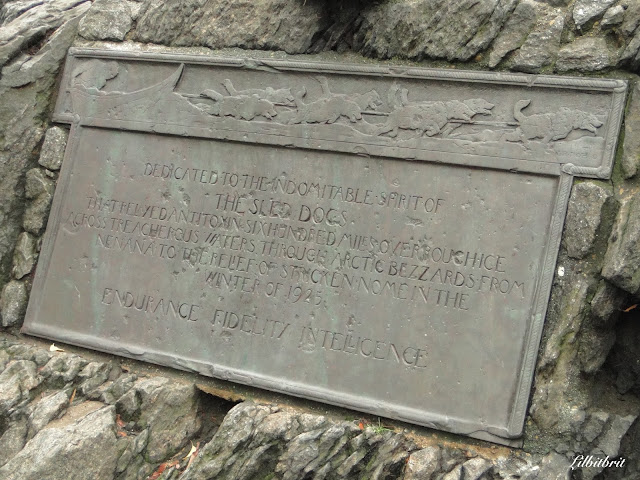 DEDICATED TO THE INDOMITABLE SPIRIT OF
THE SLED DOGS
THAT RELAYED ANTITOXIN SIX HUNDRED MILES OVER ROUGH ICE
ACROSS TREACHEROUS WATERS THROUGH ARCTIC BLIZZARDS FROM
NENANA TO THE RELIEF OF STRICKEN NOME IN THE
WINTER OF 1925
ENDURANCE FIDELITY INTELLIGENCE
Lilbitbrit